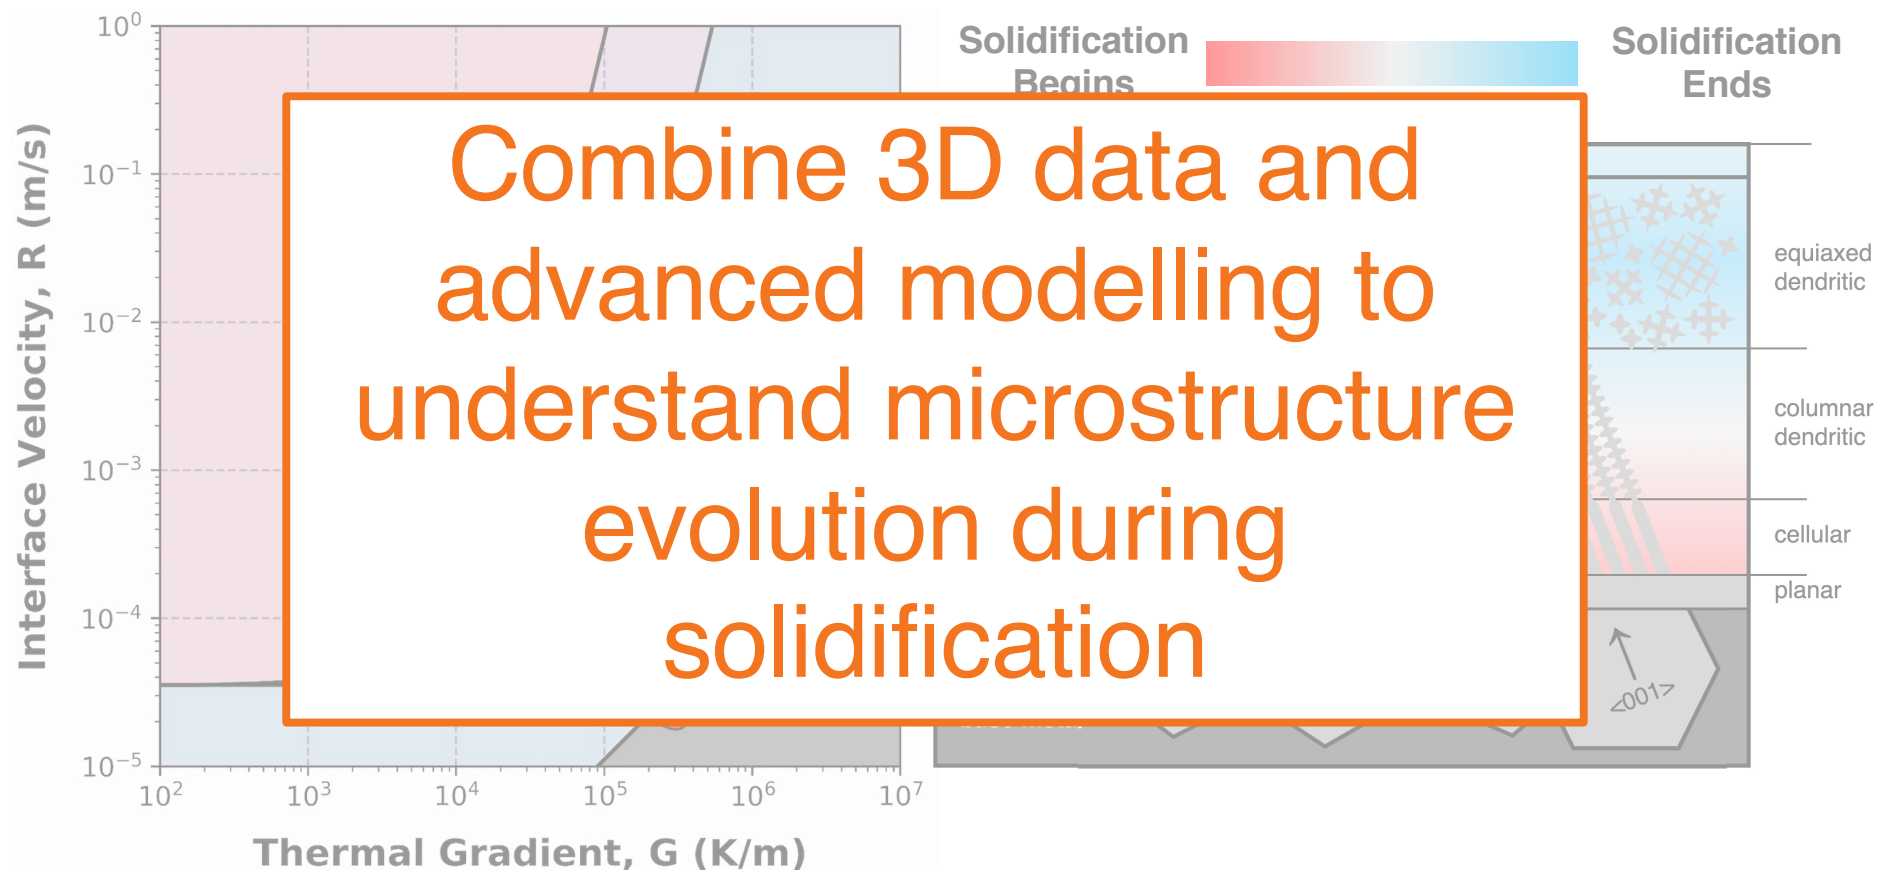 10⁰
10⁻¹
10⁻²
10⁻³
10⁻⁴
10⁻⁵
Interface Velocity, R (m/s)
10² 10³ 10⁴ 10⁵ 10⁶ 10⁷
Thermal Gradient, G (K/m)
Solidification
Begins
Solidification
Ends
Combine 3D data and
advanced modelling to
understand microstructure
evolution during
solidification
equiaxed
dendritic
columnar
dendritic
cellular
planar
<001>